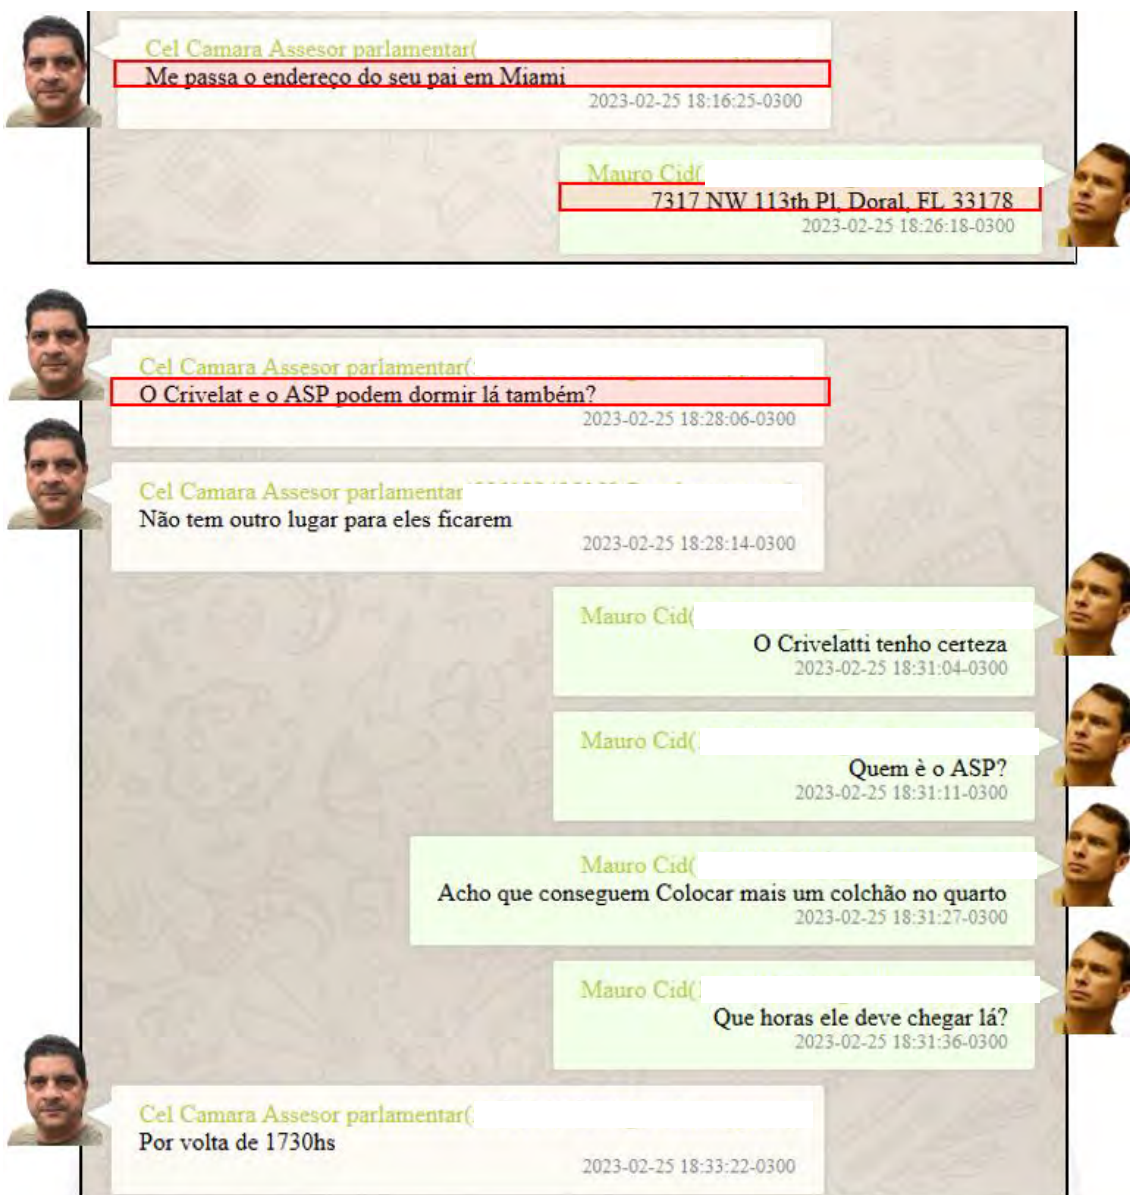 Cel Camara Assesor parlamentar(
Me passa o endereço do seu pai em Miami
2023-02-25 18:16:25-0300
Mauro Cid(
7317 NW 113th Pl, Doral, FL 33178
2023-02-25 18:26:18-0300
Cel Camara Assesor parlamentar(
O Crivelat e o ASP podem dormir lá também?
2023-02-25 18:28:06-0300
Cel Camara Assesor parlamentar
Não tem outro lugar para eles ficarem
2023-02-25 18:28:14-0300
Mauro Cid(
O Crivelatti tenho certeza
2023-02-25 18:31:04-0300
Mauro Cid(
Quem è o ASP?
2023-02-25 18:31:11-0300
Mauro Cid(
Acho que conseguem Colocar mais um colchão no quarto
2023-02-25 18:31:27-0300
Mauro Cid(
Que horas ele deve chegar lá?
2023-02-25 18:31:36-0300
Cel Camara Assesor parlamentar(
Por volta de 1730hs
2023-02-25 18:33:22-0300